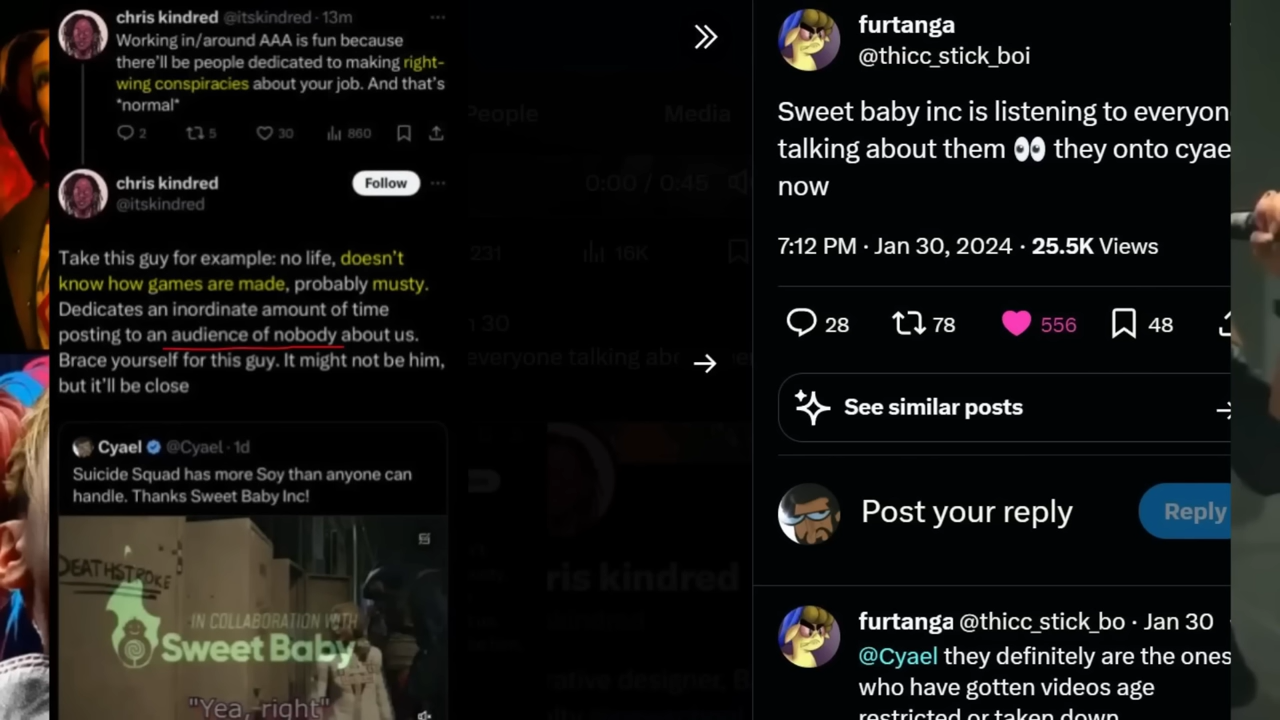 chris kindred @itskindred · 13m
Working in/around AAA is fun because
there'll be people dedicated to making right-
wing conspiracies about your job. And that's
*normal*
2 5 30 860
chris kindred
@itskindred
Follow
Take this guy for example: no life, doesn't
know how games are made, probably musty.
Dedicates an inordinate amount of time
posting to an audience of nobody about us.
Brace yourself for this guy. It might not be him,
but it'll be close
Cyael @Cyael · 1d
Suicide Squad has more Soy than anyone can
handle. Thanks Sweet Baby Inc!
DEATHSTROKE
IN COLLABORATION WITH
Sweet Baby
"Yea, right"
People Media
0:00 / 0:45
231 16K
30
everyone talking abo
ris kindred
ative designer.
furtanga
@thicc_stick_boi
Sweet baby inc is listening to everyon
talking about them 👀 they onto cyae
now
7:12 PM · Jan 30, 2024 · 25.5K Views
28 78 556 48
See similar posts
Post your reply
Reply
furtanga @thicc_stick_bo · Jan 30
@Cyael they definitely are the ones
who have gotten videos age
restricted or taken down